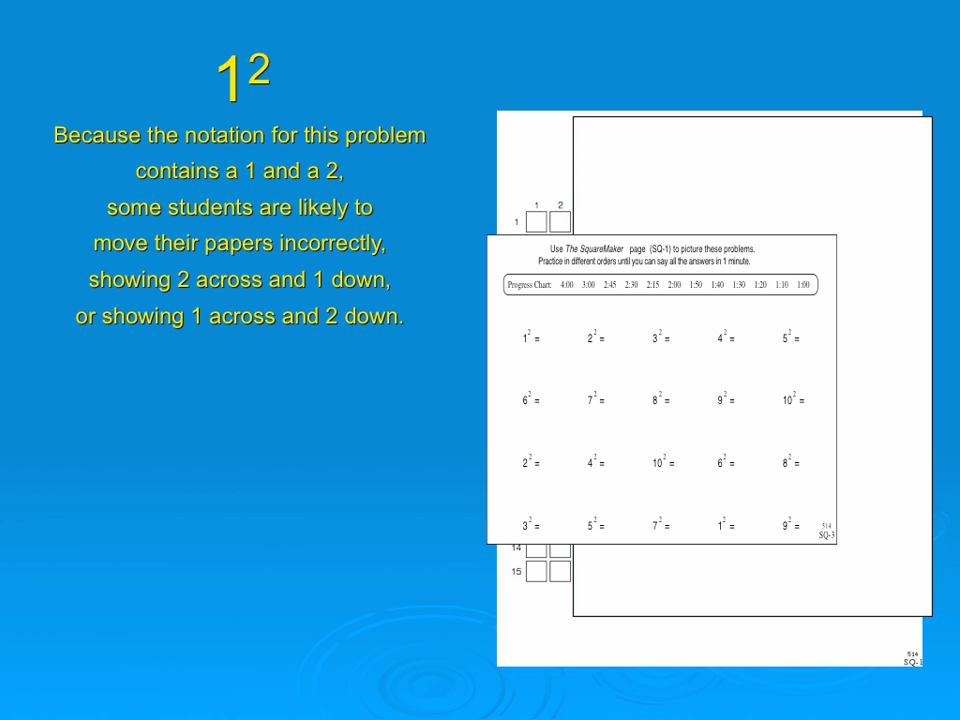 1²
Because the notation for this problem
contains a 1 and a 2,
some students are likely to
move their papers incorrectly,
showing 2 across and 1 down,
or showing 1 across and 2 down.
1 2
1
Use The SquareMaker page (SQ-1) to picture these problems.
Practice in different orders until you can say all the answers in 1 minute.
Progress Chart: 4:00 3:00 2:45 2:30 2:15 2:00 1:50 1:40 1:30 1:20 1:10 1:00
1² = 2² = 3² = 4² = 5² =
6² = 7² = 8² = 9² = 10² =
2² = 4² = 10² = 6² = 8² =
3² = 5² = 7² = 1² = 9² =
514
SQ-3
14
15
514
SQ-1